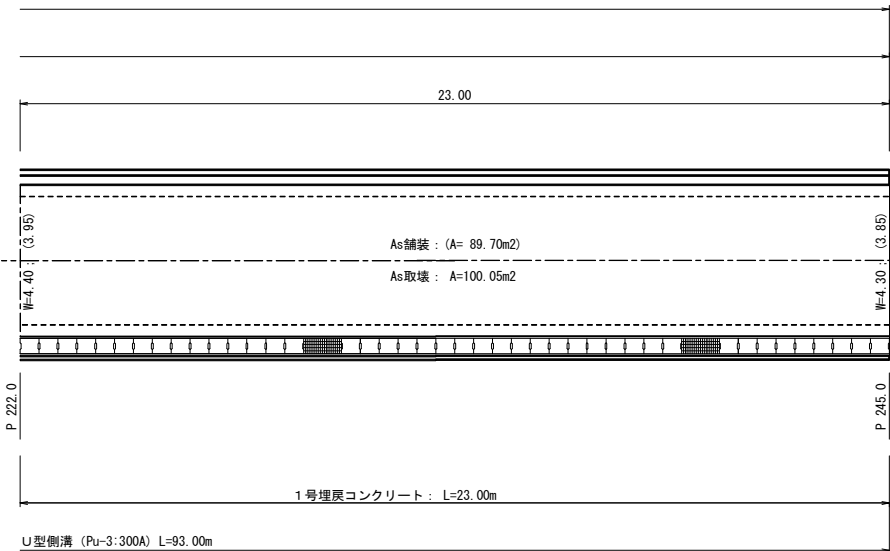 23.00
W=4.40 : (3.95)
As舗装 : (A= 89.70m2)
As取壊 : A=100.05m2
W=4.30 : (3.85)
P 222.0
P 245.0
1号埋戻コンクリート : L=23.00m
U型側溝 (Pu-3:300A) L=93.00m